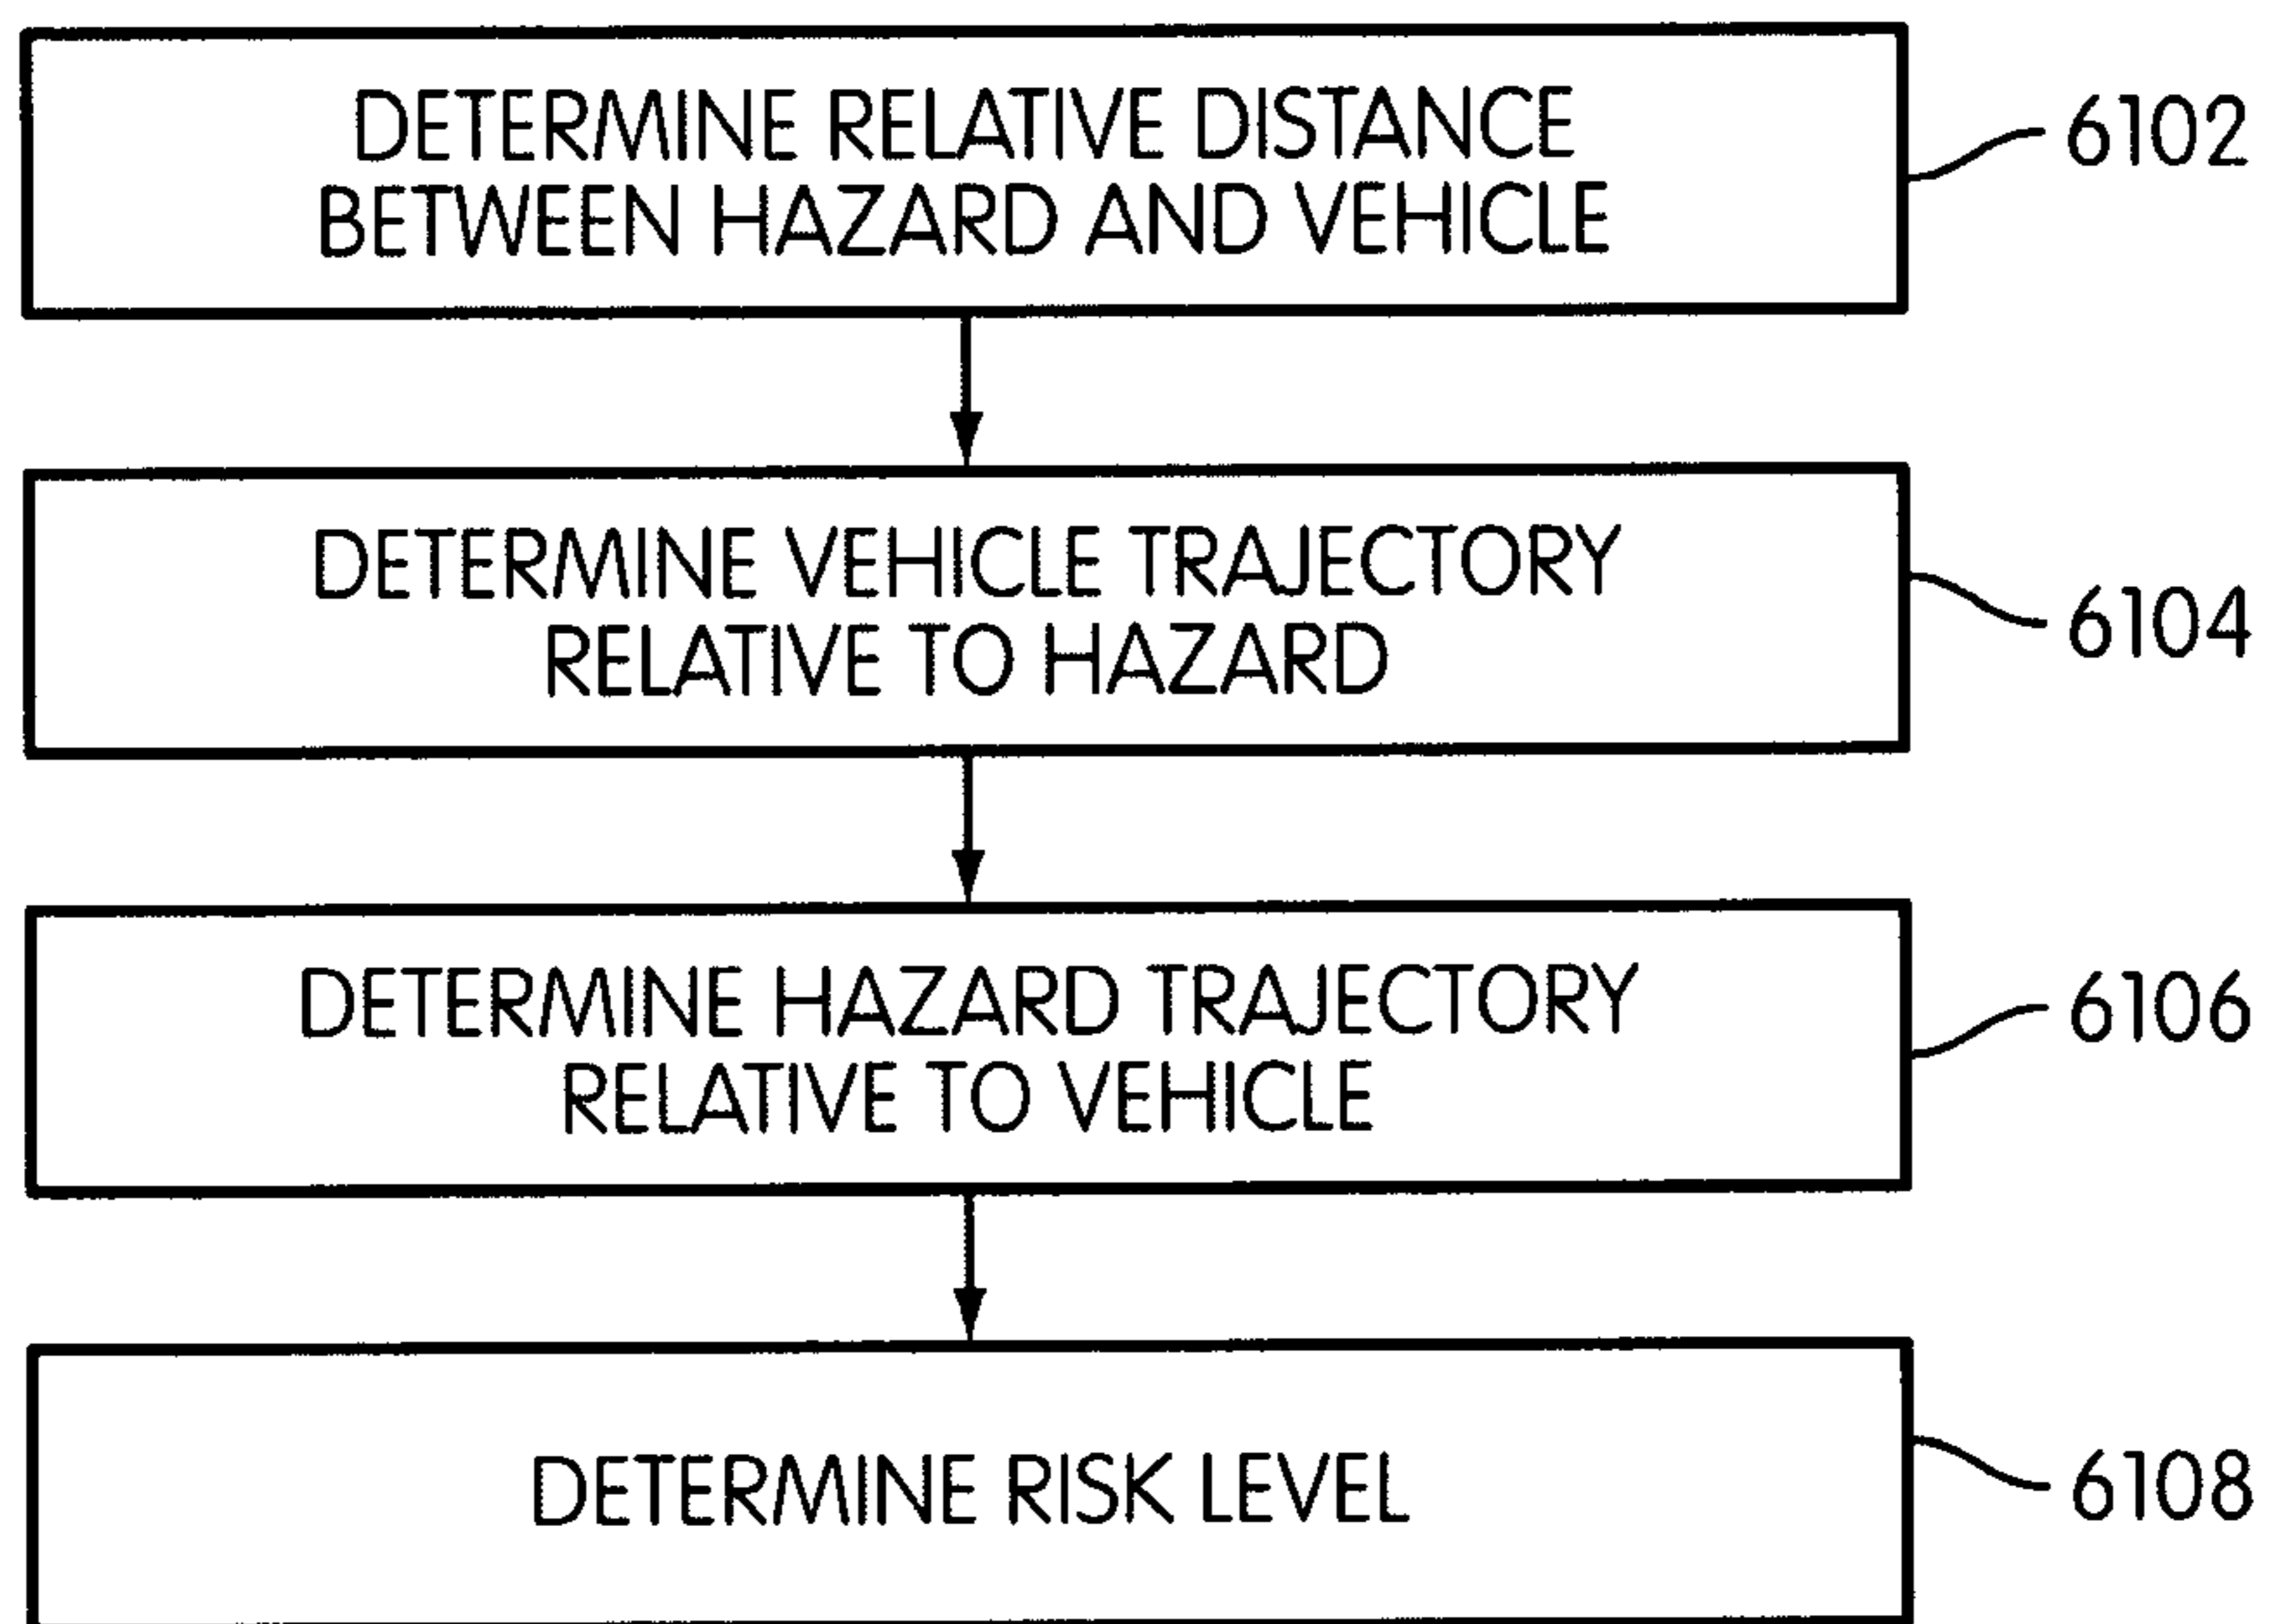 DETERMINE RELATIVE DISTANCE
BETWEEN HAZARD AND VEHICLE
6102
DETERMINE VEHICLE TRAJECTORY
RELATIVE TO HAZARD
6104
DETERMINE HAZARD TRAJECTORY
RELATIVE TO VEHICLE
6106
DETERMINE RISK LEVEL
6108